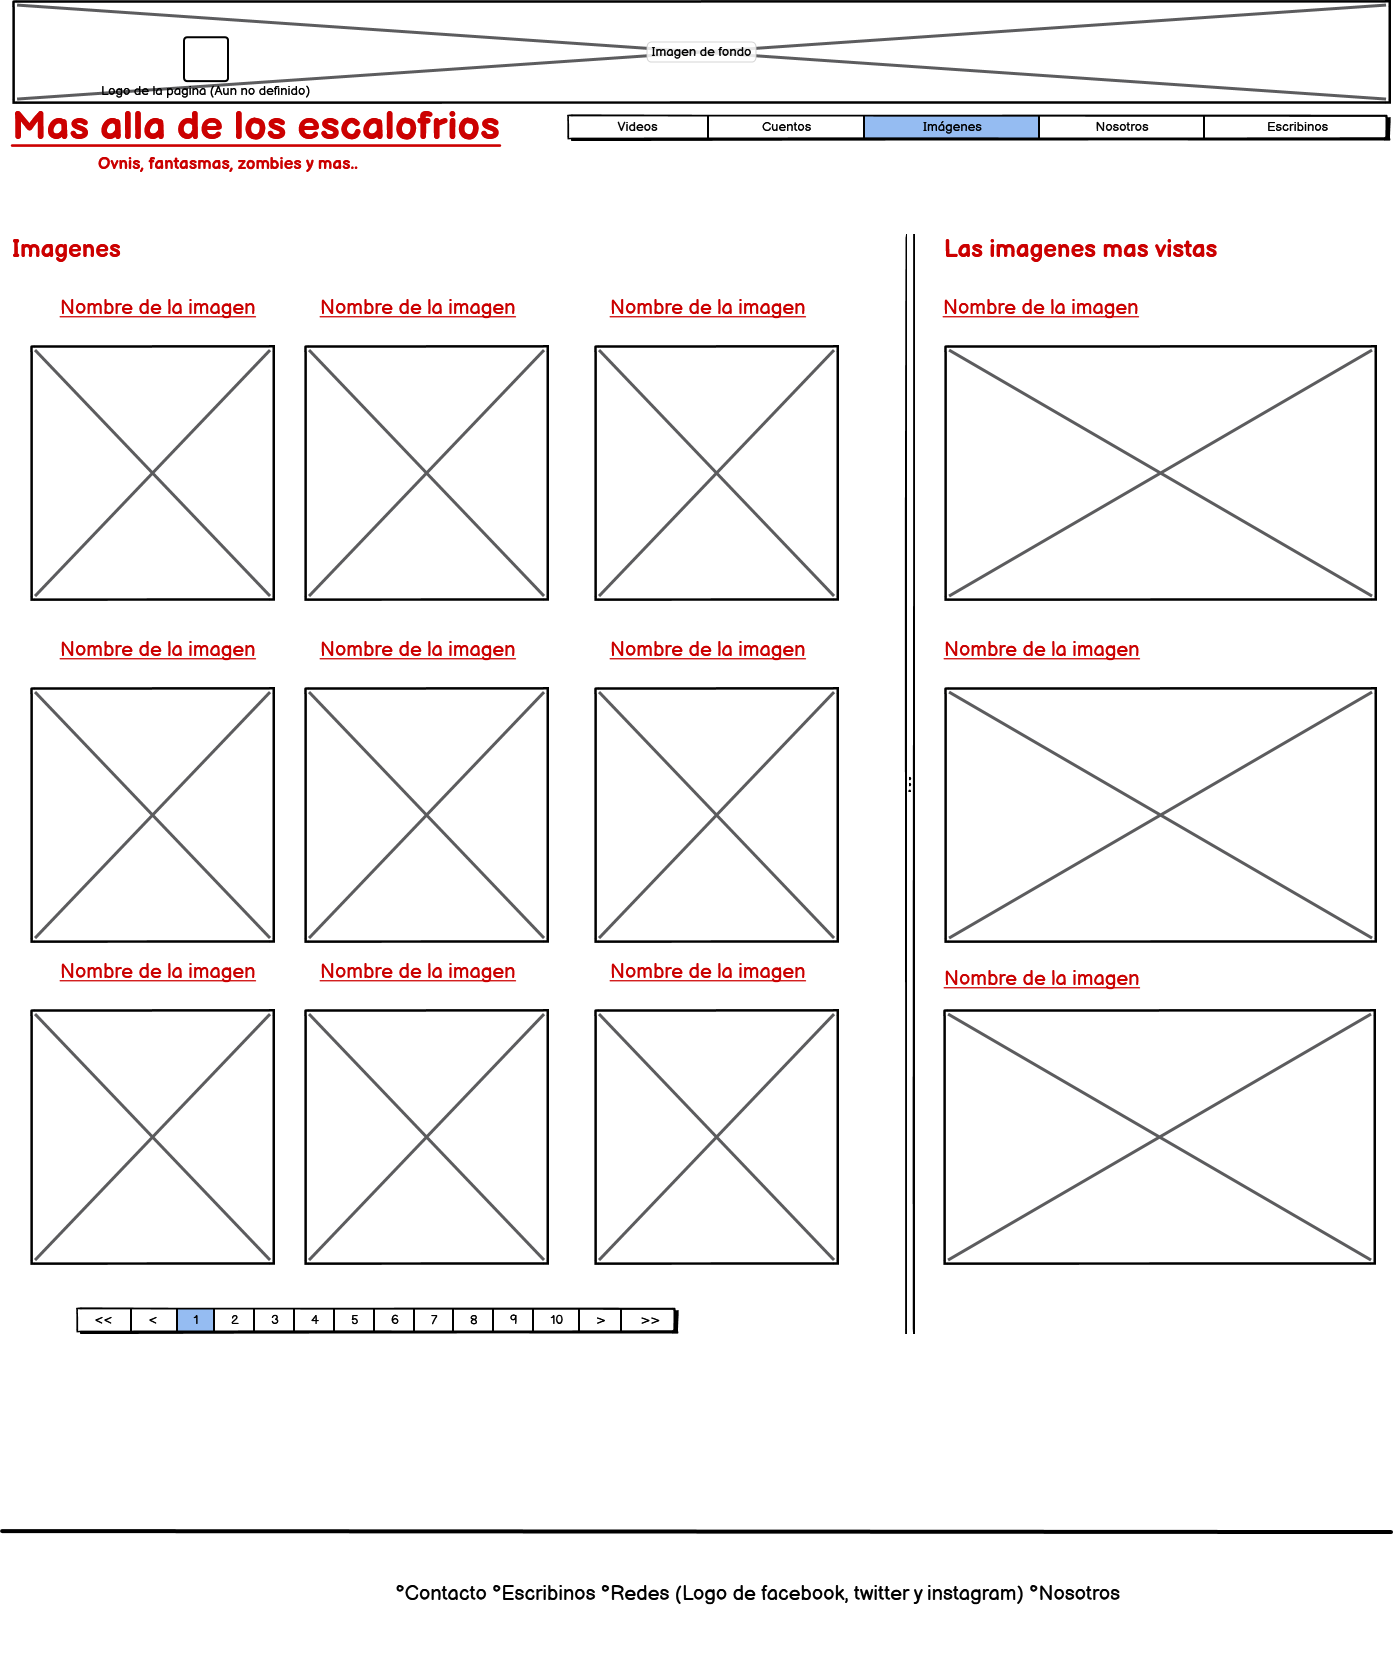 Imagen de fondo
Logo de la pagina (Aun no definido)
Mas alla de los escalofrios
Videos Cuentos Imágenes Nosotros Escribinos
Ovnis, fantasmas, zombies y mas..
Imagenes
Las imagenes mas vistas
Nombre de la imagen Nombre de la imagen Nombre de la imagen Nombre de la imagen
Nombre de la imagen Nombre de la imagen Nombre de la imagen Nombre de la imagen
Nombre de la imagen Nombre de la imagen Nombre de la imagen Nombre de la imagen
<< < 1 2 3 4 5 6 7 8 9 10 > >>
°Contacto °Escribinos °Redes (Logo de facebook, twitter y instagram) °Nosotros